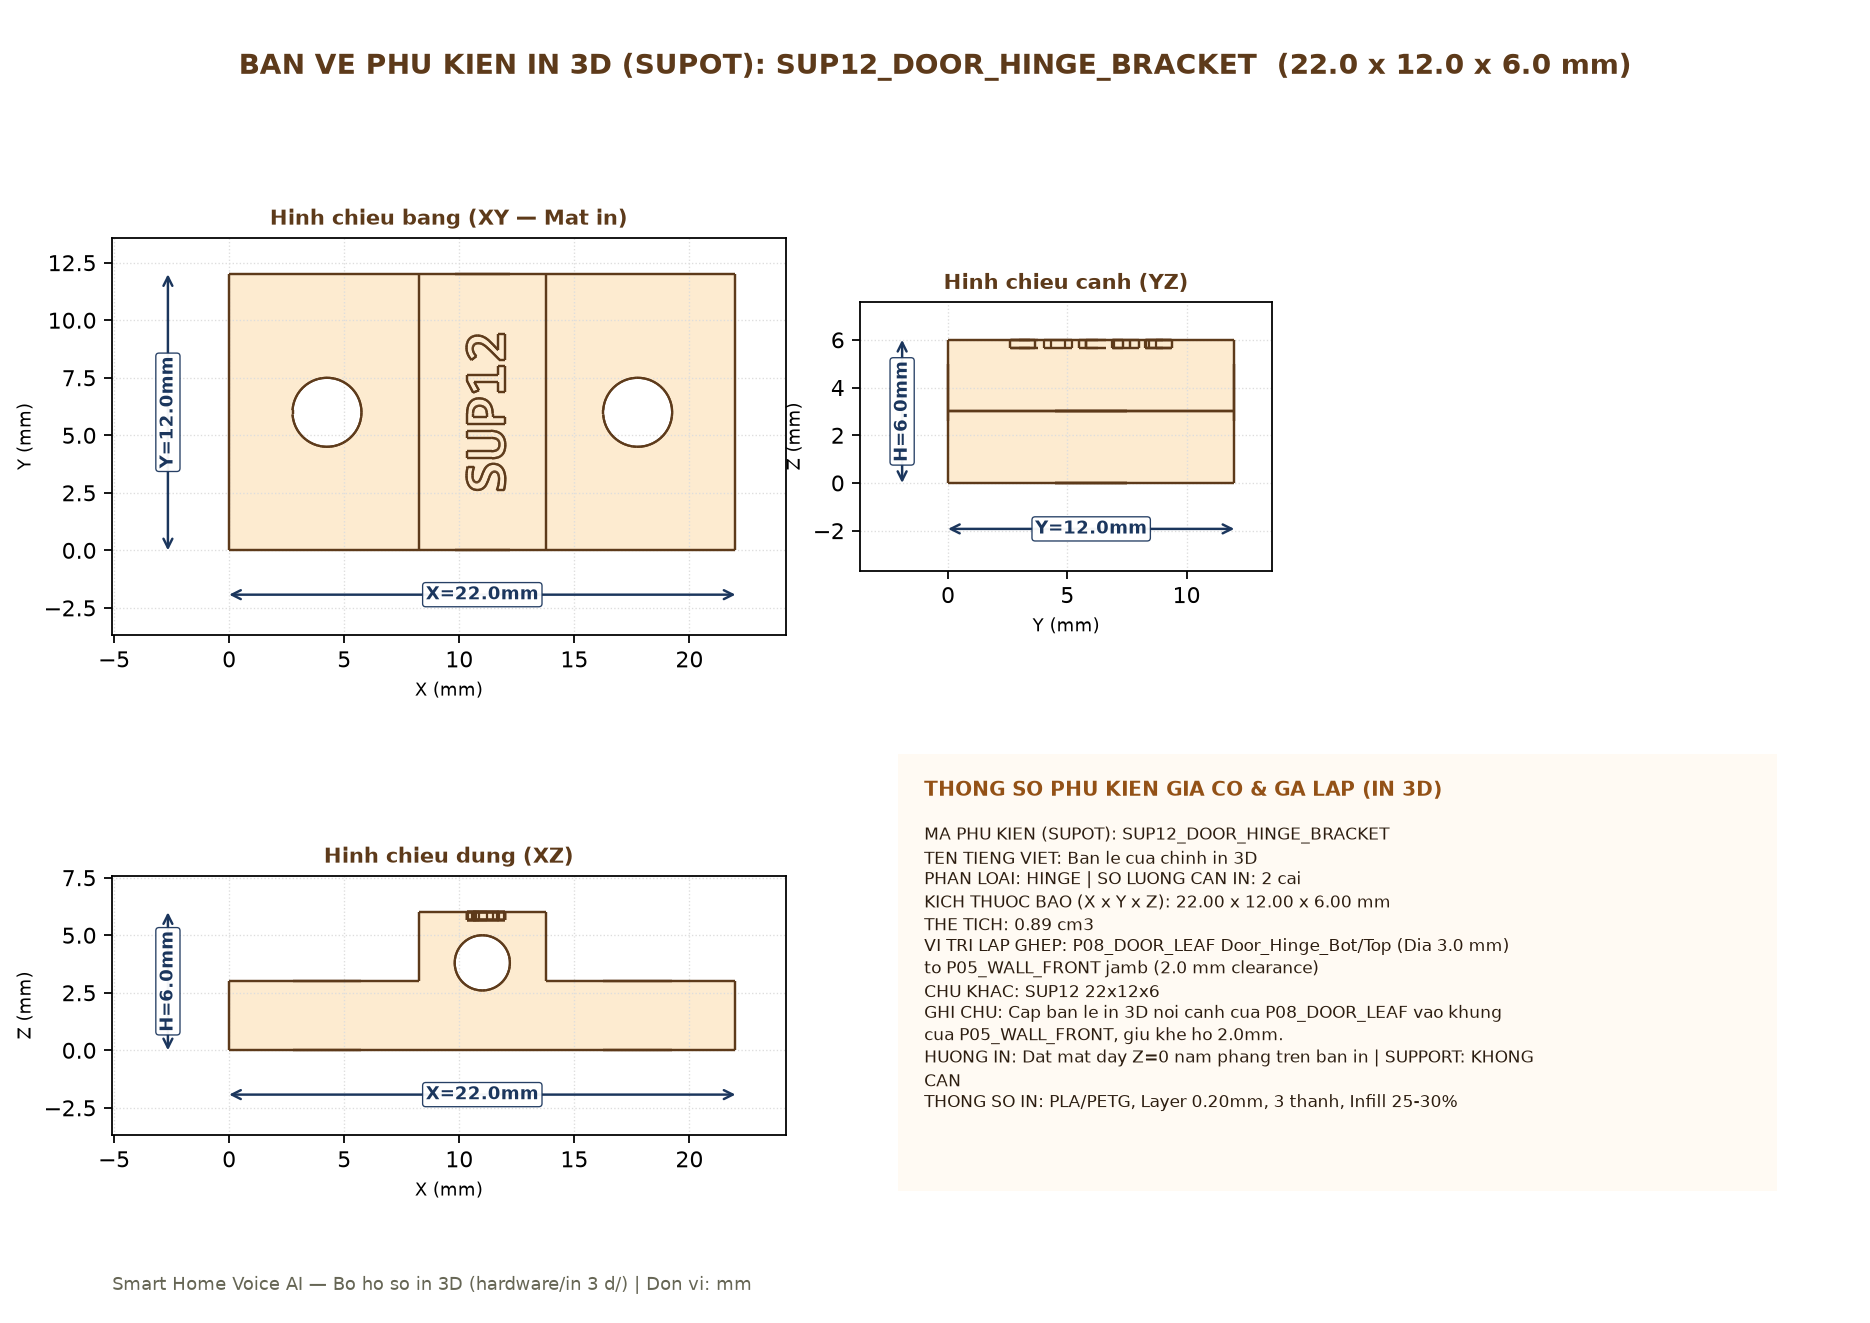 BAN VE PHU KIEN IN 3D (SUPOT): SUP12_DOOR_HINGE_BRACKET  (22.0 x 12.0 x 6.0 mm)
Hinh chieu bang (XY — Mat in)
12.5
10.0
7.5
5.0
2.5
0.0
−2.5
Y (mm)
Y=12.0mm
SUP12
X=22.0mm
−5
0
5
10
15
20
X (mm)
Hinh chieu canh (YZ)
6
4
2
0
−2
Z (mm)
H=6.0mm
Y=12.0mm
0
5
10
Y (mm)
Hinh chieu dung (XZ)
7.5
5.0
2.5
0.0
−2.5
Z (mm)
H=6.0mm
X=22.0mm
−5
0
5
10
15
20
X (mm)
THONG SO PHU KIEN GIA CO & GA LAP (IN 3D)
MA PHU KIEN (SUPOT): SUP12_DOOR_HINGE_BRACKET
TEN TIENG VIET: Ban le cua chinh in 3D
PHAN LOAI: HINGE | SO LUONG CAN IN: 2 cai
KICH THUOC BAO (X x Y x Z): 22.00 x 12.00 x 6.00 mm
THE TICH: 0.89 cm3
VI TRI LAP GHEP: P08_DOOR_LEAF Door_Hinge_Bot/Top (Dia 3.0 mm)
to P05_WALL_FRONT jamb (2.0 mm clearance)
CHU KHAC: SUP12 22x12x6
GHI CHU: Cap ban le in 3D noi canh cua P08_DOOR_LEAF vao khung
cua P05_WALL_FRONT, giu khe ho 2.0mm.
HUONG IN: Dat mat day Z=0 nam phang tren ban in | SUPPORT: KHONG
CAN
THONG SO IN: PLA/PETG, Layer 0.20mm, 3 thanh, Infill 25-30%
Smart Home Voice AI — Bo ho so in 3D (hardware/in 3 d/) | Don vi: mm